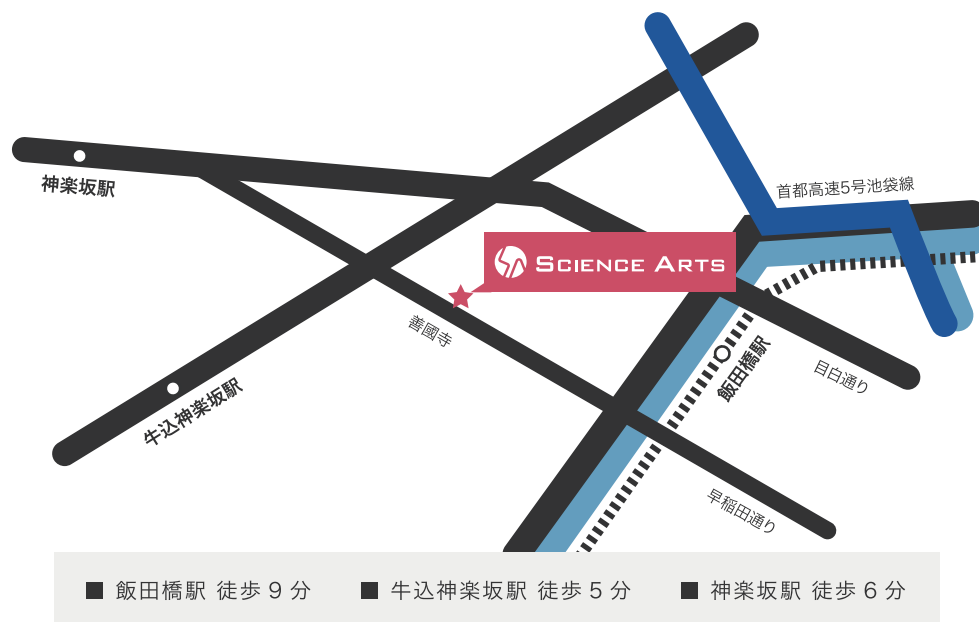 神楽坂駅
首都高速5号池袋線
SCIENCE ARTS
善國寺
飯田橋駅
目白通り
牛込神楽坂駅
早稲田通り
■ 飯田橋駅 徒歩 9 分 ■ 牛込神楽坂駅 徒歩 5 分 ■ 神楽坂駅 徒歩 6 分